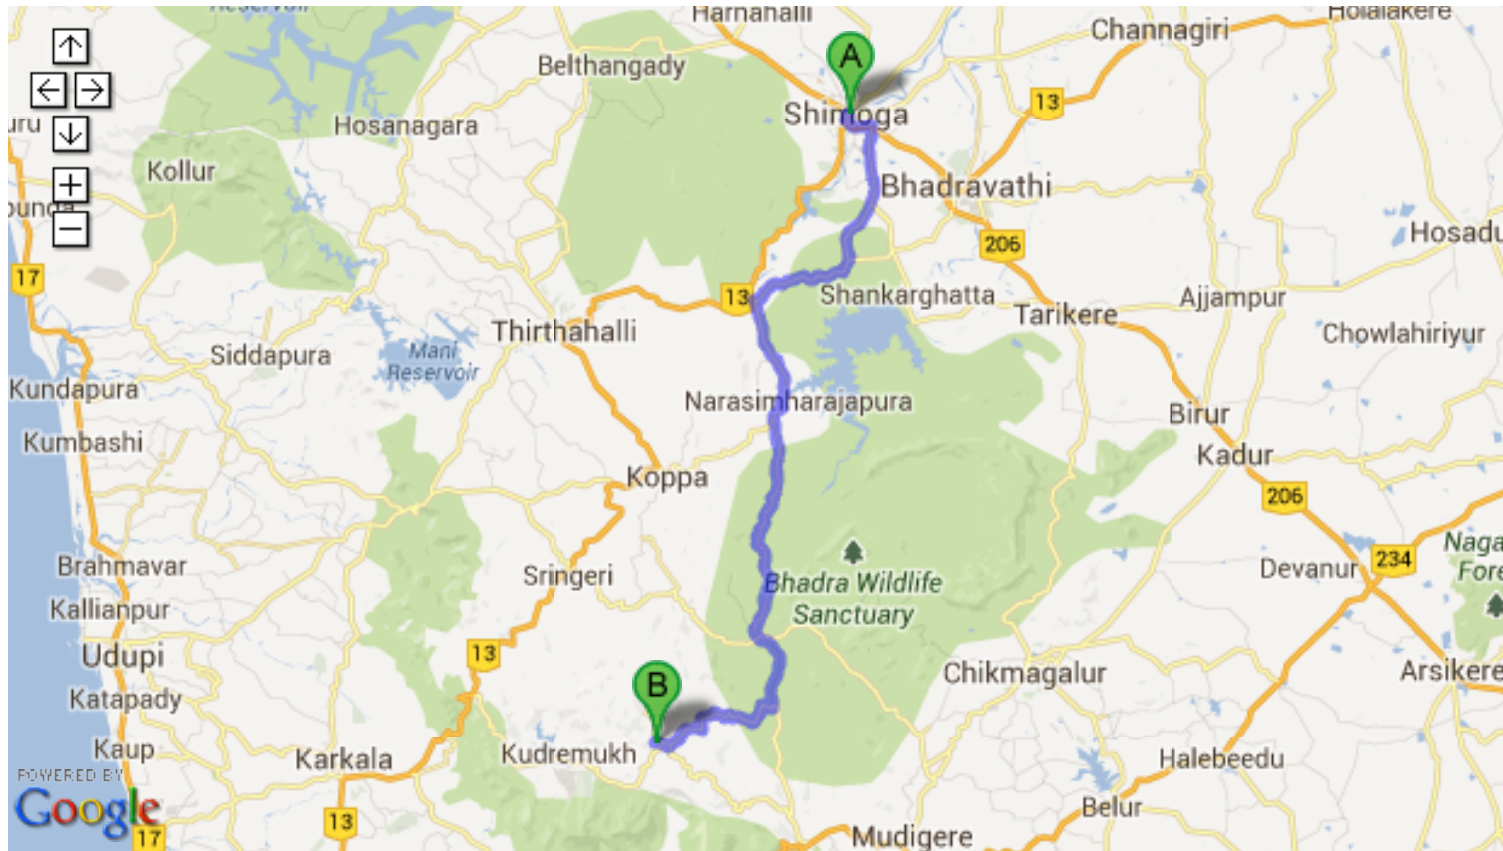 Reservoir
Harnahalli
Holalakere
Channagiri
A
Belthangady
13
Shimoga
Hosanagara
Kollur
Bhadravathi
206
Hosadu
17
13
Shankarghatta
Ajjampur
Tarikere
Thirthahalli
Chowlahiriyur
Siddapura
Mani
Reservoir
Kundapura
Narasimharajapura
Birur
Kumbashi
Kadur
Koppa
206
Naga
Fore
234
Brahmavar
Sringeri
Devanur
Bhadra Wildlife
Sanctuary
Kallianpur
Udupi
13
Chikmagalur
Arsikere
B
Katapady
Kaup
Kudremukh
Karkala
Halebeedu
POWERED BY
Google
Belur
13
17
Mudigere